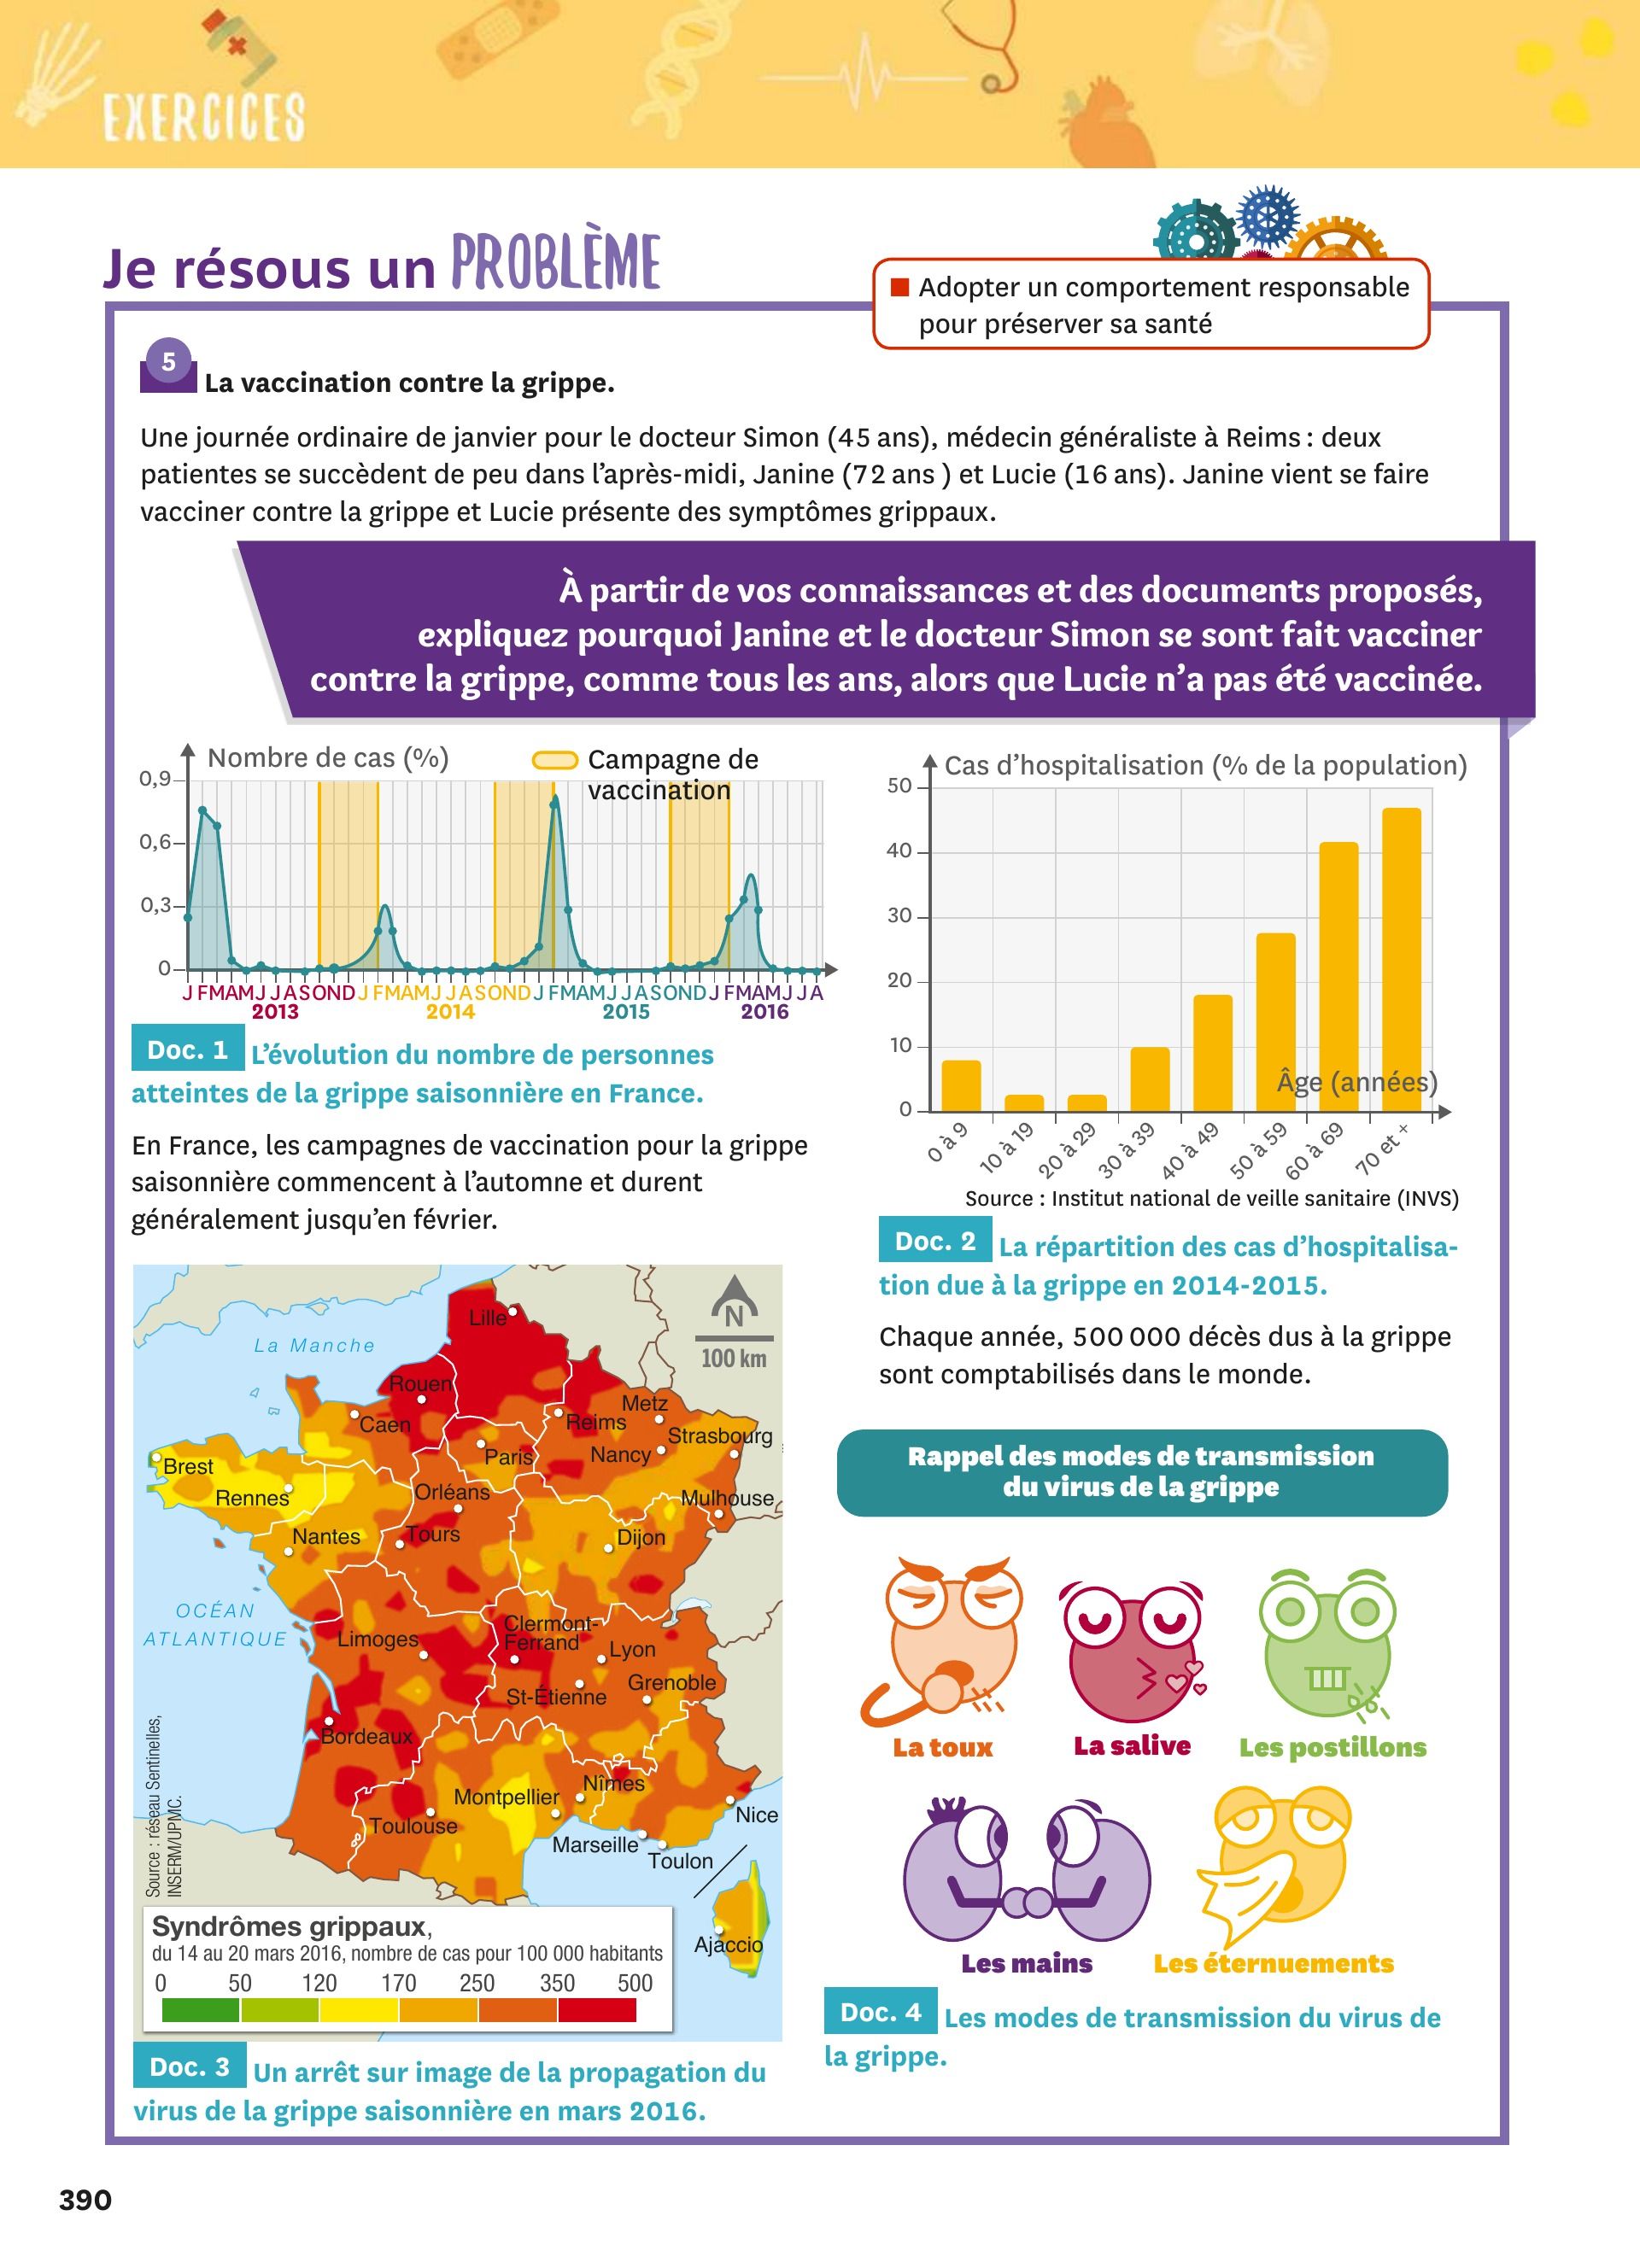 EXERCICES
Je résous un PROBLÈME
■ Adopter un comportement responsable
pour préserver sa santé
5
La vaccination contre la grippe.
Une journée ordinaire de janvier pour le docteur Simon (45 ans), médecin généraliste à Reims : deux
patientes se succèdent de peu dans l'après-midi, Janine (72 ans ) et Lucie (16 ans). Janine vient se faire
vacciner contre la grippe et Lucie présente des symptômes grippaux.
À partir de vos connaissances et des documents proposés,
expliquez pourquoi Janine et le docteur Simon se sont fait vacciner
contre la grippe, comme tous les ans, alors que Lucie n'a pas été vaccinée.
Nombre de cas (%)
Campagne de
vaccination
0,9
0,6
0,3
0
J FMAMJ J ASOND J FMAMJ J ASOND J FMAMJ J ASOND J FMAMJ J A
2013 2014 2015 2016
Doc. 1 L'évolution du nombre de personnes
atteintes de la grippe saisonnière en France.
En France, les campagnes de vaccination pour la grippe
saisonnière commencent à l'automne et durent
généralement jusqu'en février.
Cas d'hospitalisation (% de la population)
50
40
30
20
10
0
Âge (années)
0 à 9 10 à 19 20 à 29 30 à 39 40 à 49 50 à 59 60 à 69 70 et +
Source : Institut national de veille sanitaire (INVS)
Doc. 2 La répartition des cas d'hospitalisa-
tion due à la grippe en 2014-2015.
Chaque année, 500 000 décès dus à la grippe
sont comptabilisés dans le monde.
N
100 km
La Manche
Lille
Rouen
Caen
Reims
Metz
Strasbourg
Paris
Nancy
Brest
Rennes
Orléans
Mulhouse
Nantes
Tours
Dijon
OCÉAN
ATLANTIQUE
Limoges
Clermont-
Ferrand
Lyon
St-Étienne
Grenoble
Bordeaux
Montpellier
Nîmes
Toulouse
Nice
Marseille
Toulon
Ajaccio
Source : réseau Sentinelles,
INSERM/UPMC.
Syndrômes grippaux,
du 14 au 20 mars 2016, nombre de cas pour 100 000 habitants
0 50 120 170 250 350 500
Doc. 3 Un arrêt sur image de la propagation du
virus de la grippe saisonnière en mars 2016.
Rappel des modes de transmission
du virus de la grippe
La toux
La salive
Les postillons
Les mains
Les éternuements
Doc. 4 Les modes de transmission du virus de
la grippe.
390